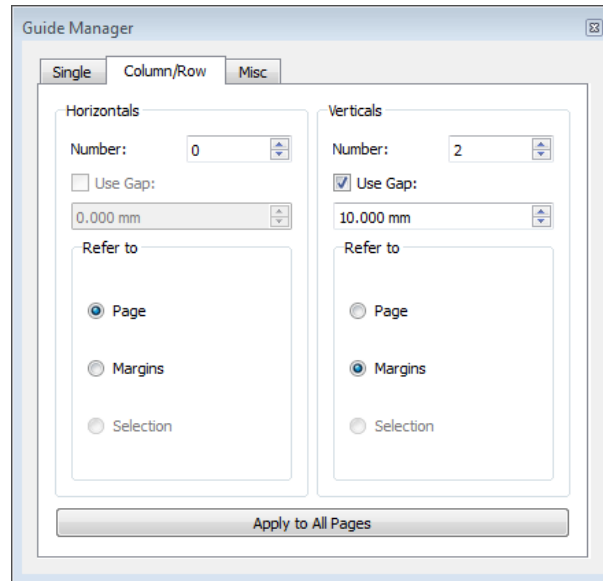 Guide Manager
Single Column/Row Misc
Horizontals
Number: 0
Use Gap:
0.000 mm
Refer to
Page
Margins
Selection
Verticals
Number: 2
Use Gap:
10.000 mm
Refer to
Page
Margins
Selection
Apply to All Pages